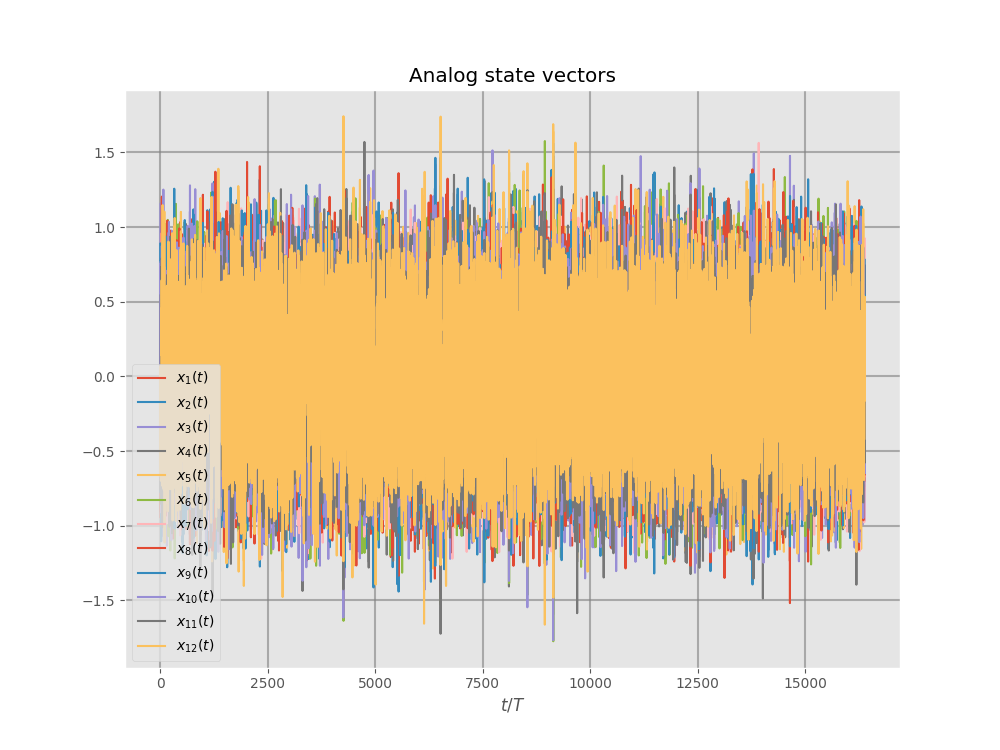 Analog state vectors
1.5
1.0
0.5
0.0
−0.5
−1.0
−1.5
x₁(t)
x₂(t)
x₃(t)
x₄(t)
x₅(t)
x₆(t)
x₇(t)
x₈(t)
x₉(t)
x₁₀(t)
x₁₁(t)
x₁₂(t)
0 2500 5000 7500 10000 12500 15000
t/T